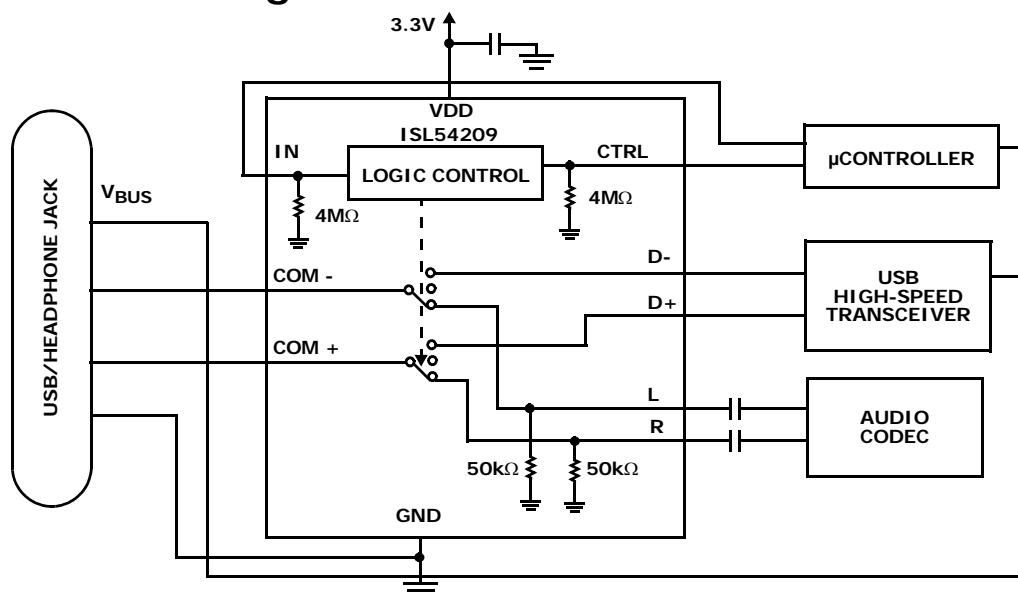 3.3V
VDD
ISL54209
IN
LOGIC CONTROL
CTRL
4MΩ
4MΩ
µCONTROLLER
USB/HEADPHONE JACK
VBUS
COM -
COM +
D-
D+
USB
HIGH-SPEED
TRANSCEIVER
L
R
50kΩ
50kΩ
AUDIO
CODEC
GND